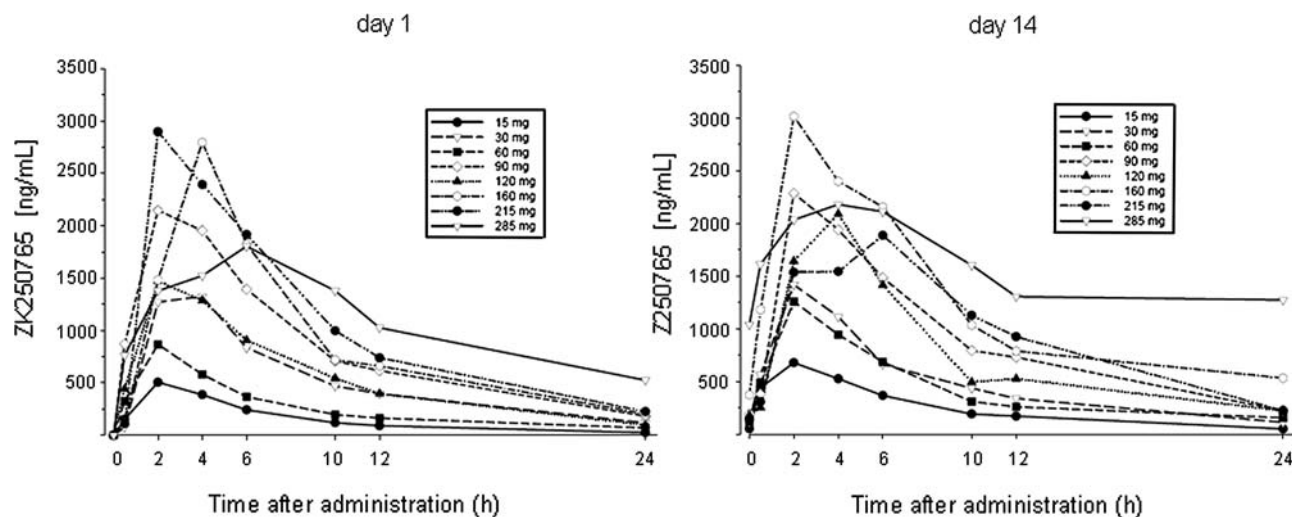 day 1
ZK250765 [ng/mL]
3500
3000
2500
2000
1500
1000
500
0
2
4
6
10
12
24
Time after administration (h)
15 mg
30 mg
60 mg
90 mg
120 mg
160 mg
215 mg
285 mg
day 14
Z250765 [ng/mL]
3500
3000
2500
2000
1500
1000
500
0
2
4
6
10
12
24
Time after administration (h)
15 mg
30 mg
60 mg
90 mg
120 mg
160 mg
215 mg
285 mg